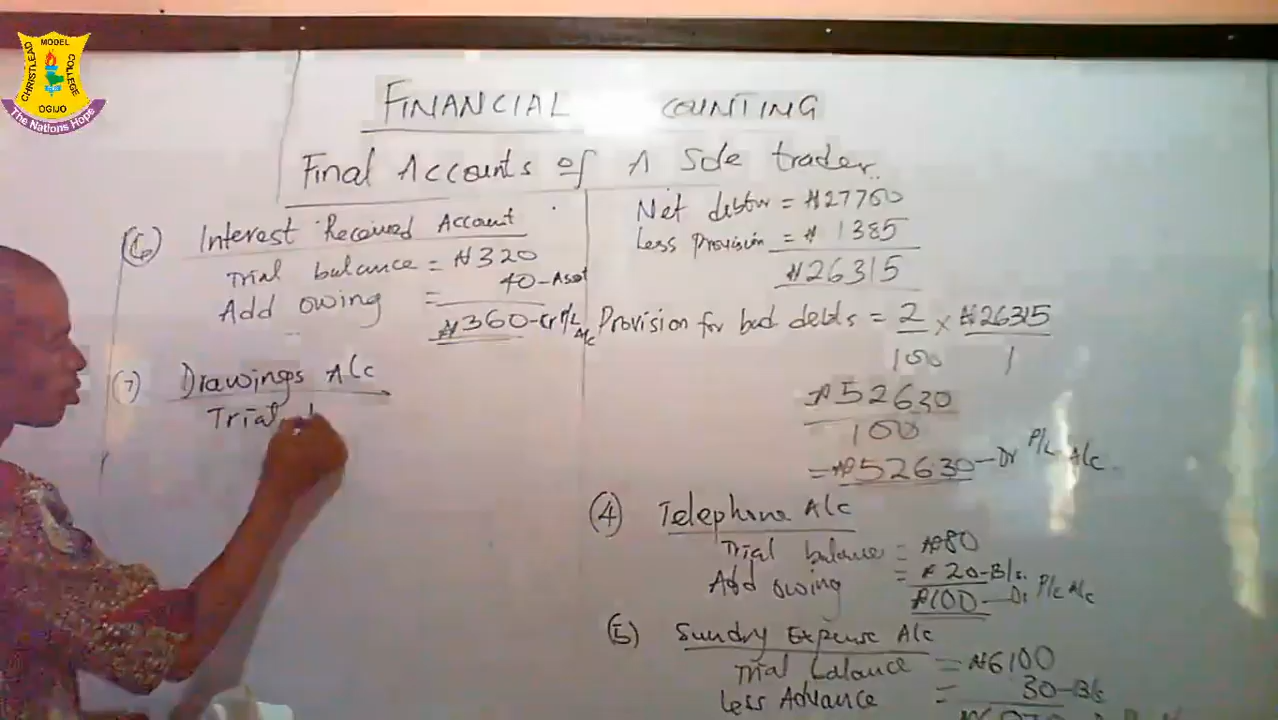 MODEL
CHRISTLEAD
COLLEGE
OGIJO
The Nations Hope
FINANCIAL COUNTING
Final Accounts of A Sole trader.
(6) Interest Received Account
Trial balance = ₦320
40-Asset
Add owing =
₦360-Cr P/L A/c
(7) Drawings A/c
Trial
Net debtor = ₦27700
Less Provision = ₦ 1385
₦26315
Provision for bad debts = 2 × ₦26315
100 1
₦52630
100
= ₦52630 - Dr P/L A/c
(4) Telephone A/c
Trial balance = ₦80
Add owing = ₦ 20-B/s.
₦100 - Dr P/L A/c
(5) Sundry Expense A/c
Trial balance = ₦6100
Less Advance = 30-B/s